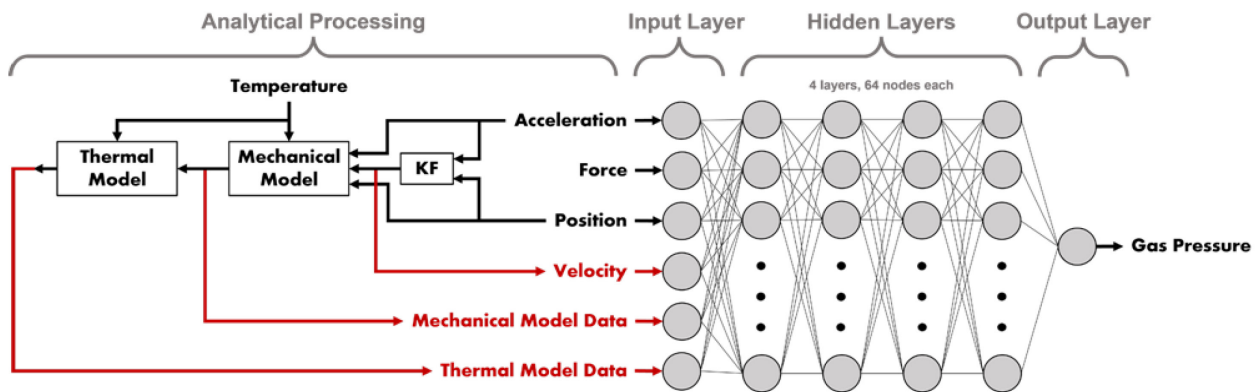 Analytical Processing
Input Layer
Hidden Layers
Output Layer
4 layers, 64 nodes each
Temperature
Acceleration
Thermal
Model
Mechanical
Model
KF
Force
Position
Velocity
Mechanical Model Data
Thermal Model Data
Gas Pressure